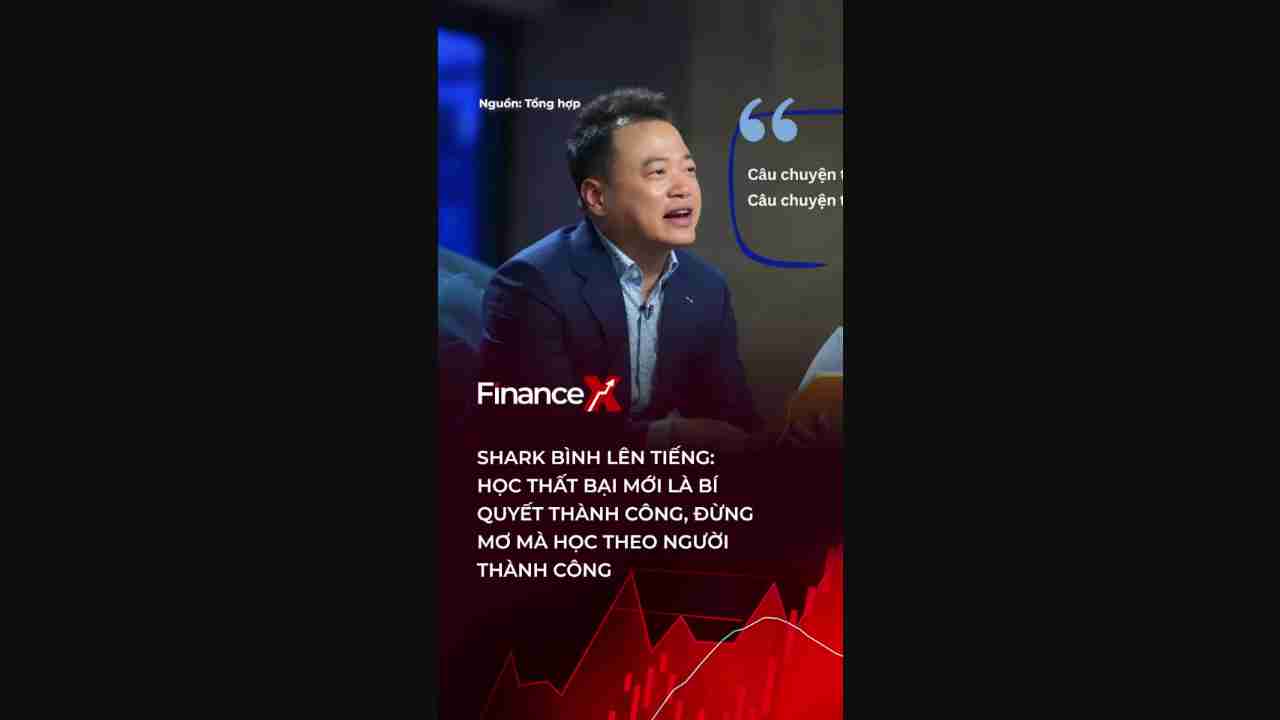 Nguồn: Tổng hợp
Câu chuyện
Câu chuyện
FinanceX
SHARK BÌNH LÊN TIẾNG:
HỌC THẤT BẠI MỚI LÀ BÍ
QUYẾT THÀNH CÔNG, ĐỪNG
MƠ MÀ HỌC THEO NGƯỜI
THÀNH CÔNG